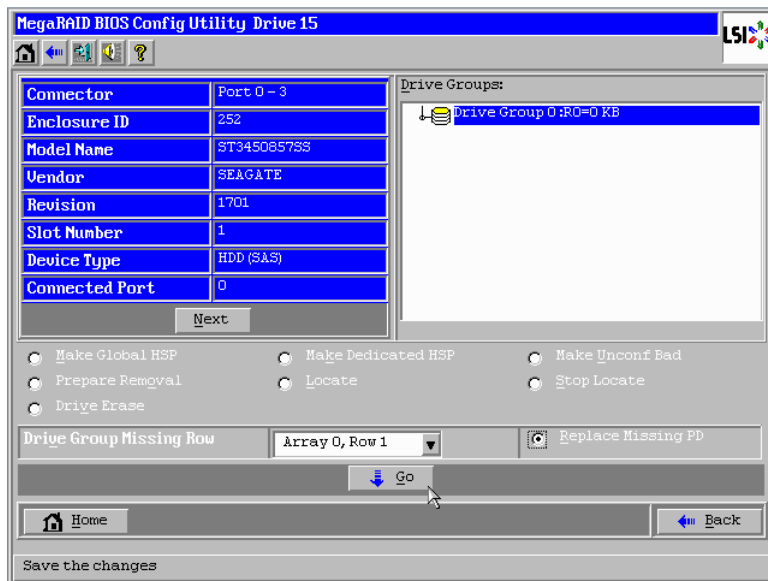 MegaRAID BIOS Config Utility Drive 15
LSI
Connector Port 0 - 3
Enclosure ID 252
Model Name ST3450857SS
Vendor SEAGATE
Revision 1701
Slot Number 1
Device Type HDD (SAS)
Connected Port 0
Next
Drive Groups:
Drive Group 0 :R0=0 KB
Make Global HSP Make Dedicated HSP Make Unconf Bad
Prepare Removal Locate Stop Locate
Drive Erase
Drive Group Missing Row Array 0, Row 1 Replace Missing PD
Go
Home Back
Save the changes